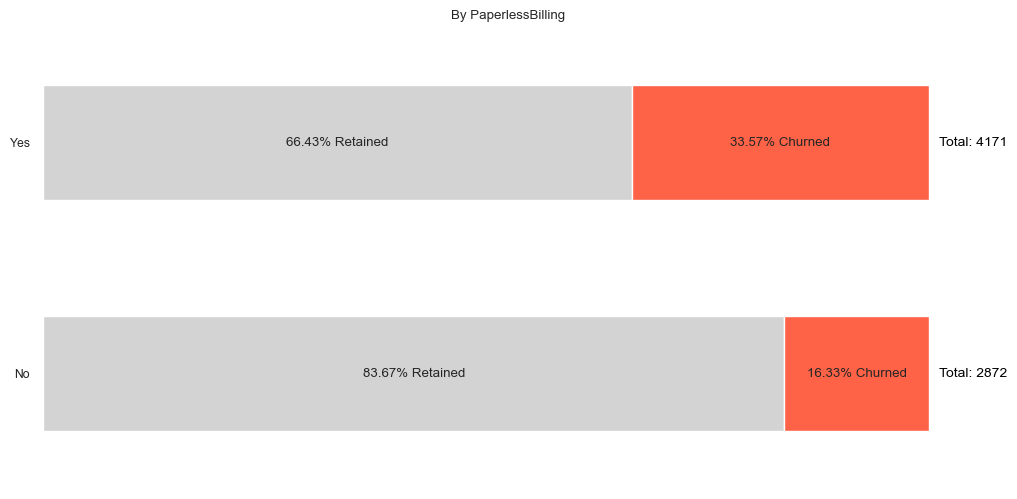 By PaperlessBilling
Yes 66.43% Retained 33.57% Churned Total: 4171
No 83.67% Retained 16.33% Churned Total: 2872